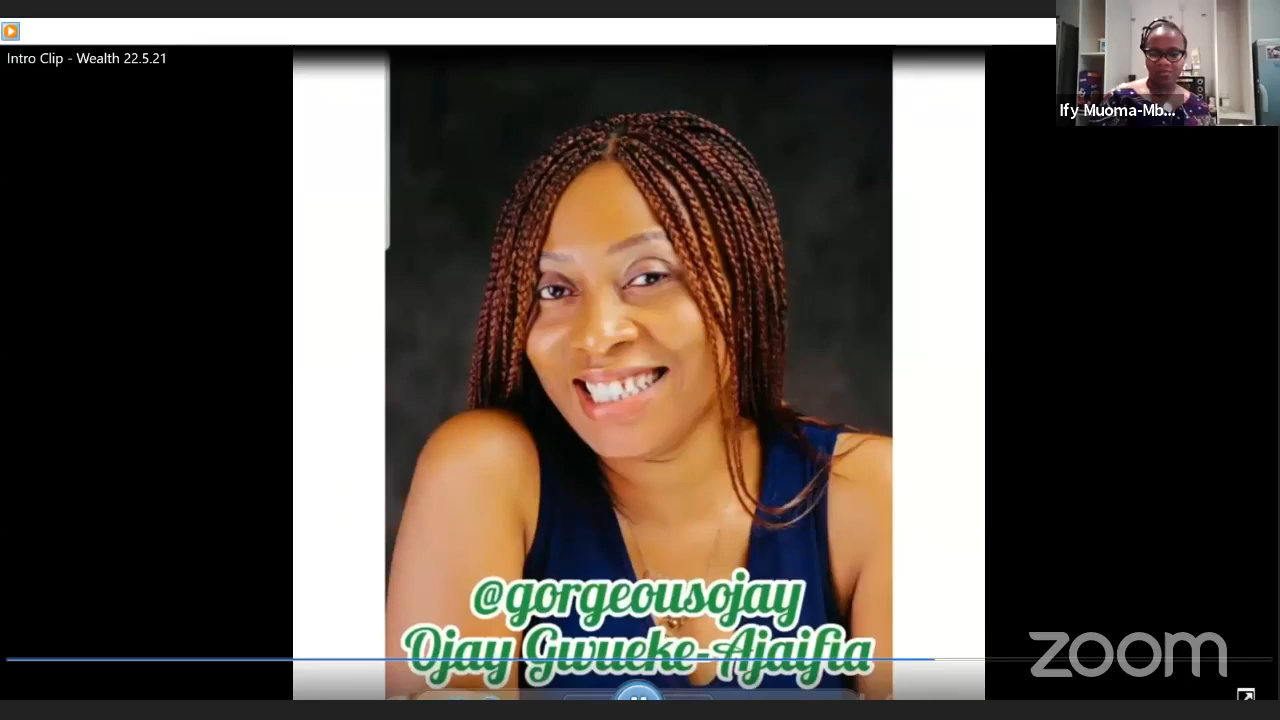 Intro Clip - Wealth 22.5.21
Ify Muoma-Mb...
@gorgeousojay
Ojay Gwueke-Ajaifia
zoom